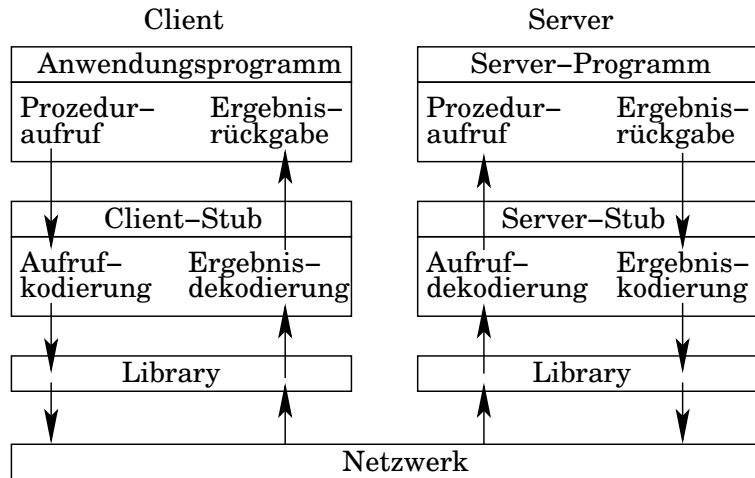 Client
Server
Anwendungsprogramm
Server–Programm
Prozedur–
aufruf
Ergebnis–
rückgabe
Prozedur–
aufruf
Ergebnis–
rückgabe
Client–Stub
Server–Stub
Aufruf–
kodierung
Ergebnis–
dekodierung
Aufruf–
dekodierung
Ergebnis–
kodierung
Library
Library
Netzwerk